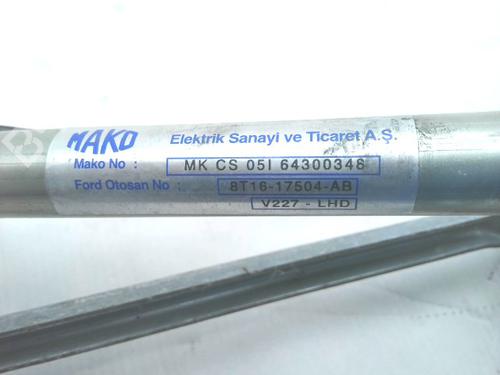 MAKO Elektrik Sanayi ve Ticaret A.Ş.
Mako No : MK CS 05I 64300348
Ford Otosan No : 8T16-17504-AB
V227 - LHD